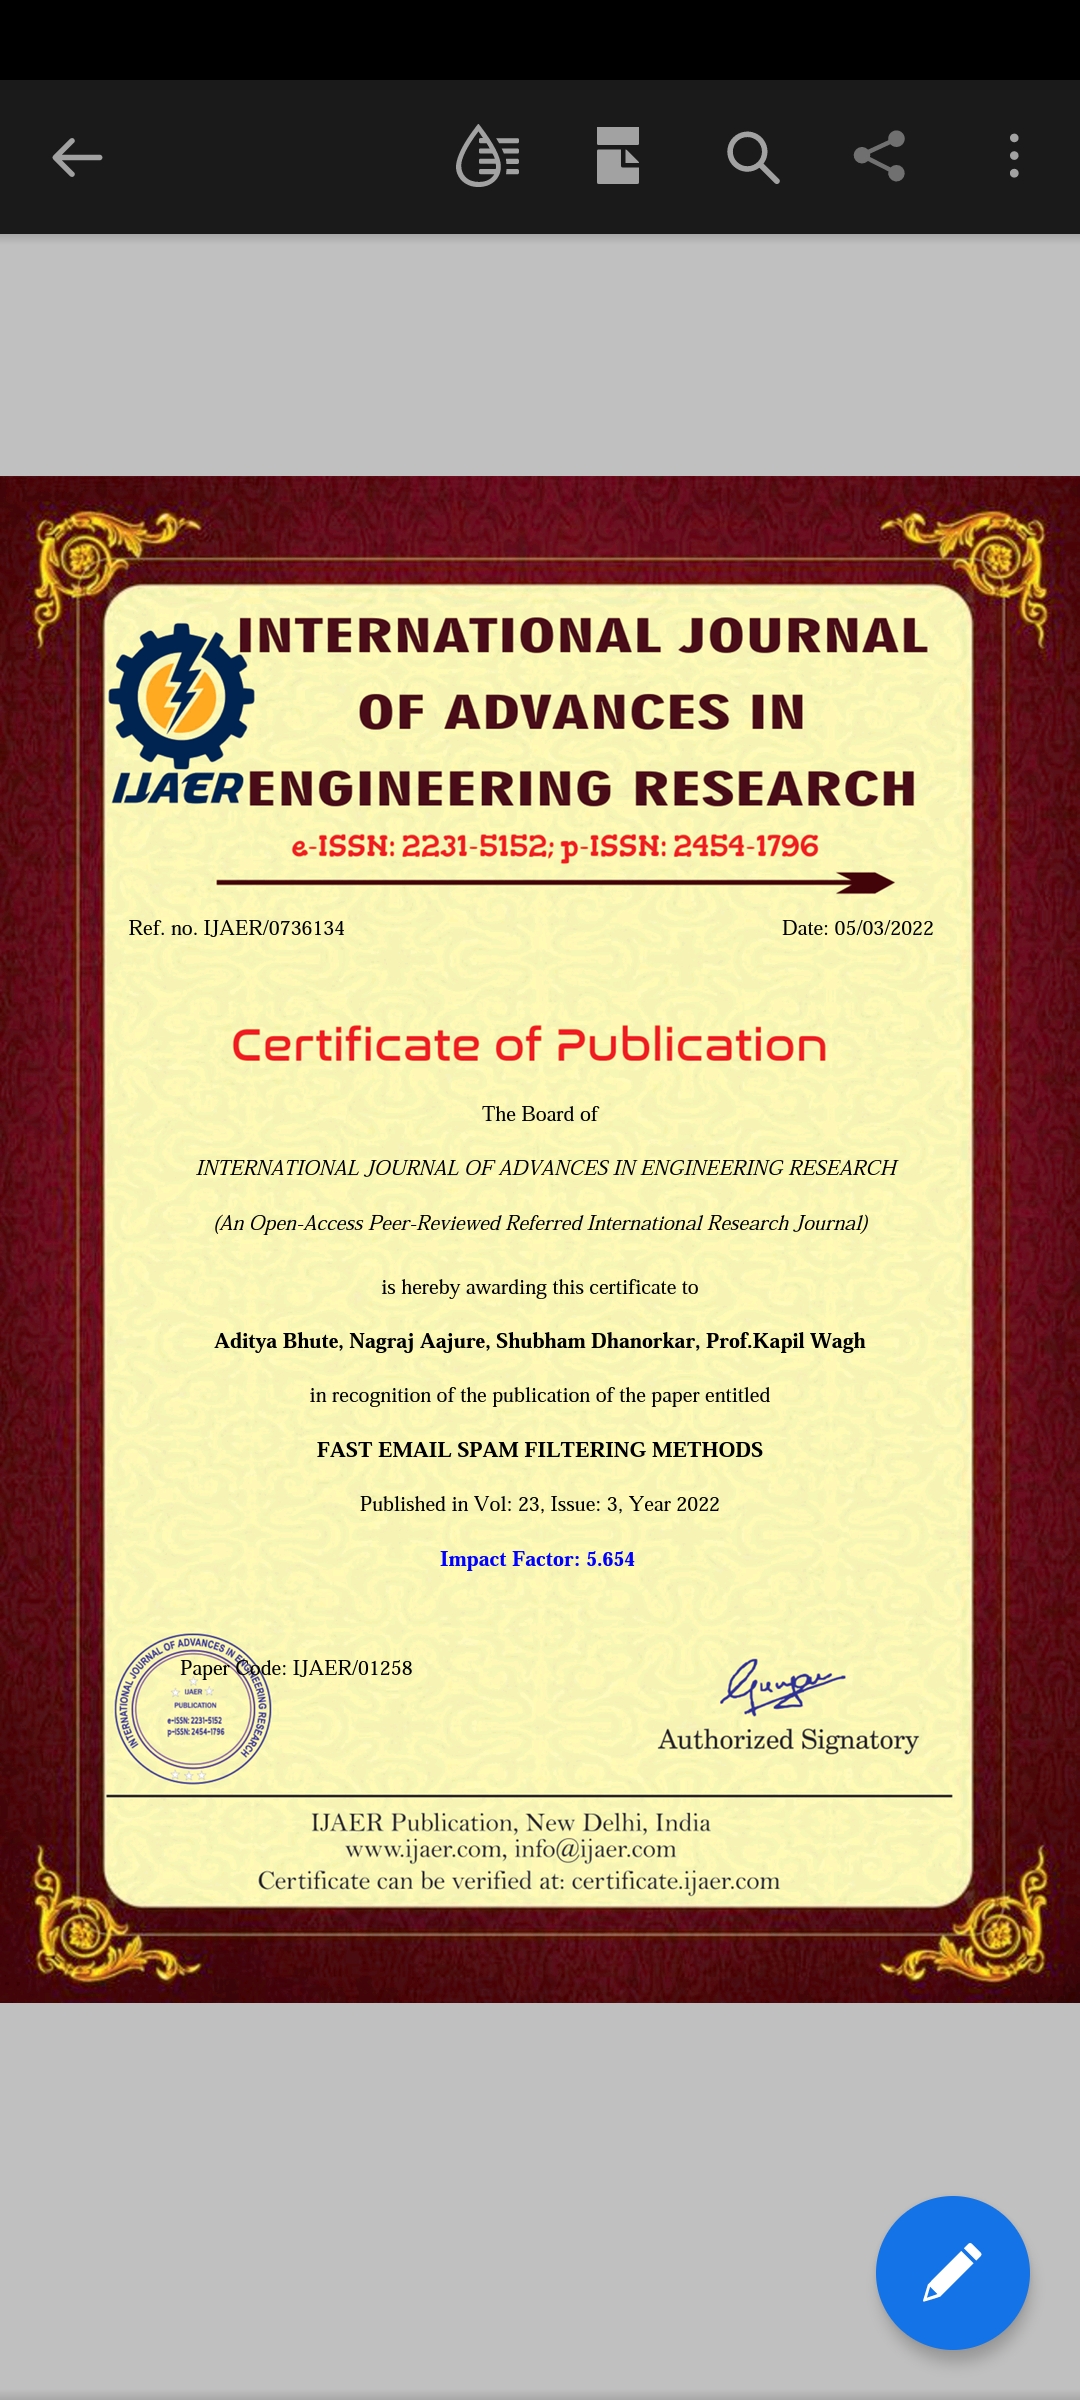 INTERNATIONAL JOURNAL
OF ADVANCES IN
IJAER ENGINEERING RESEARCH
e-ISSN: 2231-5152; p-ISSN: 2454-1796
Ref. no. IJAER/0736134 Date: 05/03/2022
Certificate of Publication
The Board of
INTERNATIONAL JOURNAL OF ADVANCES IN ENGINEERING RESEARCH
(An Open-Access Peer-Reviewed Referred International Research Journal)
is hereby awarding this certificate to
Aditya Bhute, Nagraj Aajure, Shubham Dhanorkar, Prof.Kapil Wagh
in recognition of the publication of the paper entitled
FAST EMAIL SPAM FILTERING METHODS
Published in Vol: 23, Issue: 3, Year 2022
Impact Factor: 5.654
Paper Code: IJAER/01258
INTERNATIONAL JOURNAL OF ADVANCES IN ENGINEERING RESEARCH
IJAER
PUBLICATION
e-ISSN: 2231-5152
p-ISSN: 2454-1796
Authorized Signatory
IJAER Publication, New Delhi, India
www.ijaer.com, info@ijaer.com
Certificate can be verified at: certificate.ijaer.com